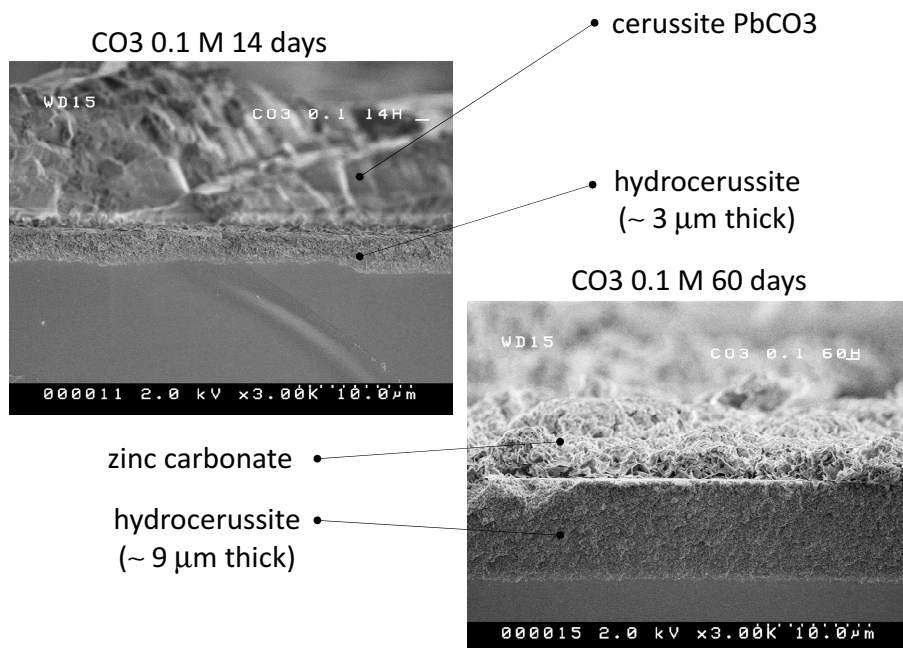 cerussite PbCO3
CO3 0.1 M 14 days
WD15
CO3 0.1 14H
hydrocerussite
(~ 3 μm thick)
000011 2.0 kV x3.00K 10.0μm
CO3 0.1 M 60 days
WD15
CO3 0.1 60H
zinc carbonate
hydrocerussite
(~ 9 μm thick)
000015 2.0 kV x3.00K 10.0μm